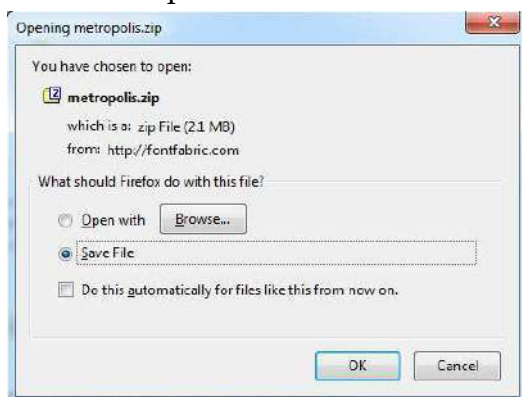 Opening metropolis.zip
You have chosen to open:
metropolis.zip
which is a: zip File (21 MB)
from: http://fontfabric.com
What should Firefox do with this file?
Open with Browse...
Save File
Do this automatically for files like this from now on.
OK Cancel